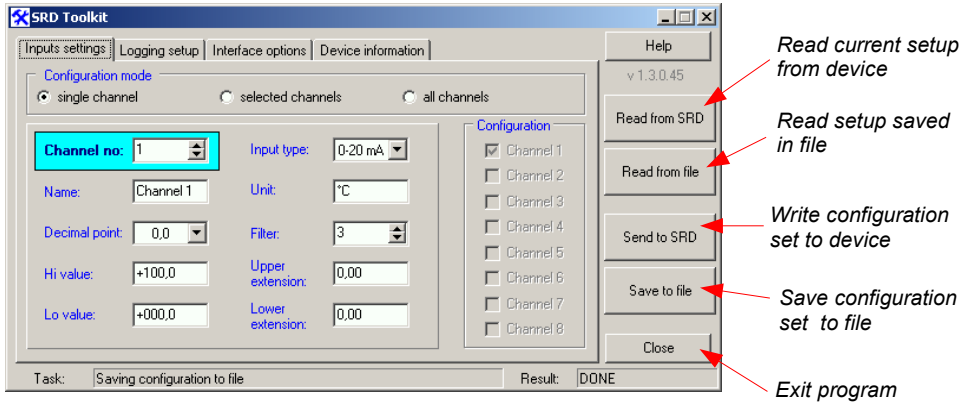 SRD Toolkit
Inputs settings Logging setup Interface options Device information
Help
v 1.3.0.45
Configuration mode
single channel selected channels all channels
Channel no: 1
Name: Channel 1
Decimal point: 0,0
Hi value: +100,0
Lo value: +000,0
Input type: 0-20 mA
Unit: °C
Filter: 3
Upper
extension: 0,00
Lower
extension: 0,00
Configuration
Channel 1
Channel 2
Channel 3
Channel 4
Channel 5
Channel 6
Channel 7
Channel 8
Read from SRD
Read from file
Send to SRD
Save to file
Close
Task: Saving configuration to file Result: DONE
Read current setup
from device
Read setup saved
in file
Write configuration
set to device
Save configuration
set to file
Exit program